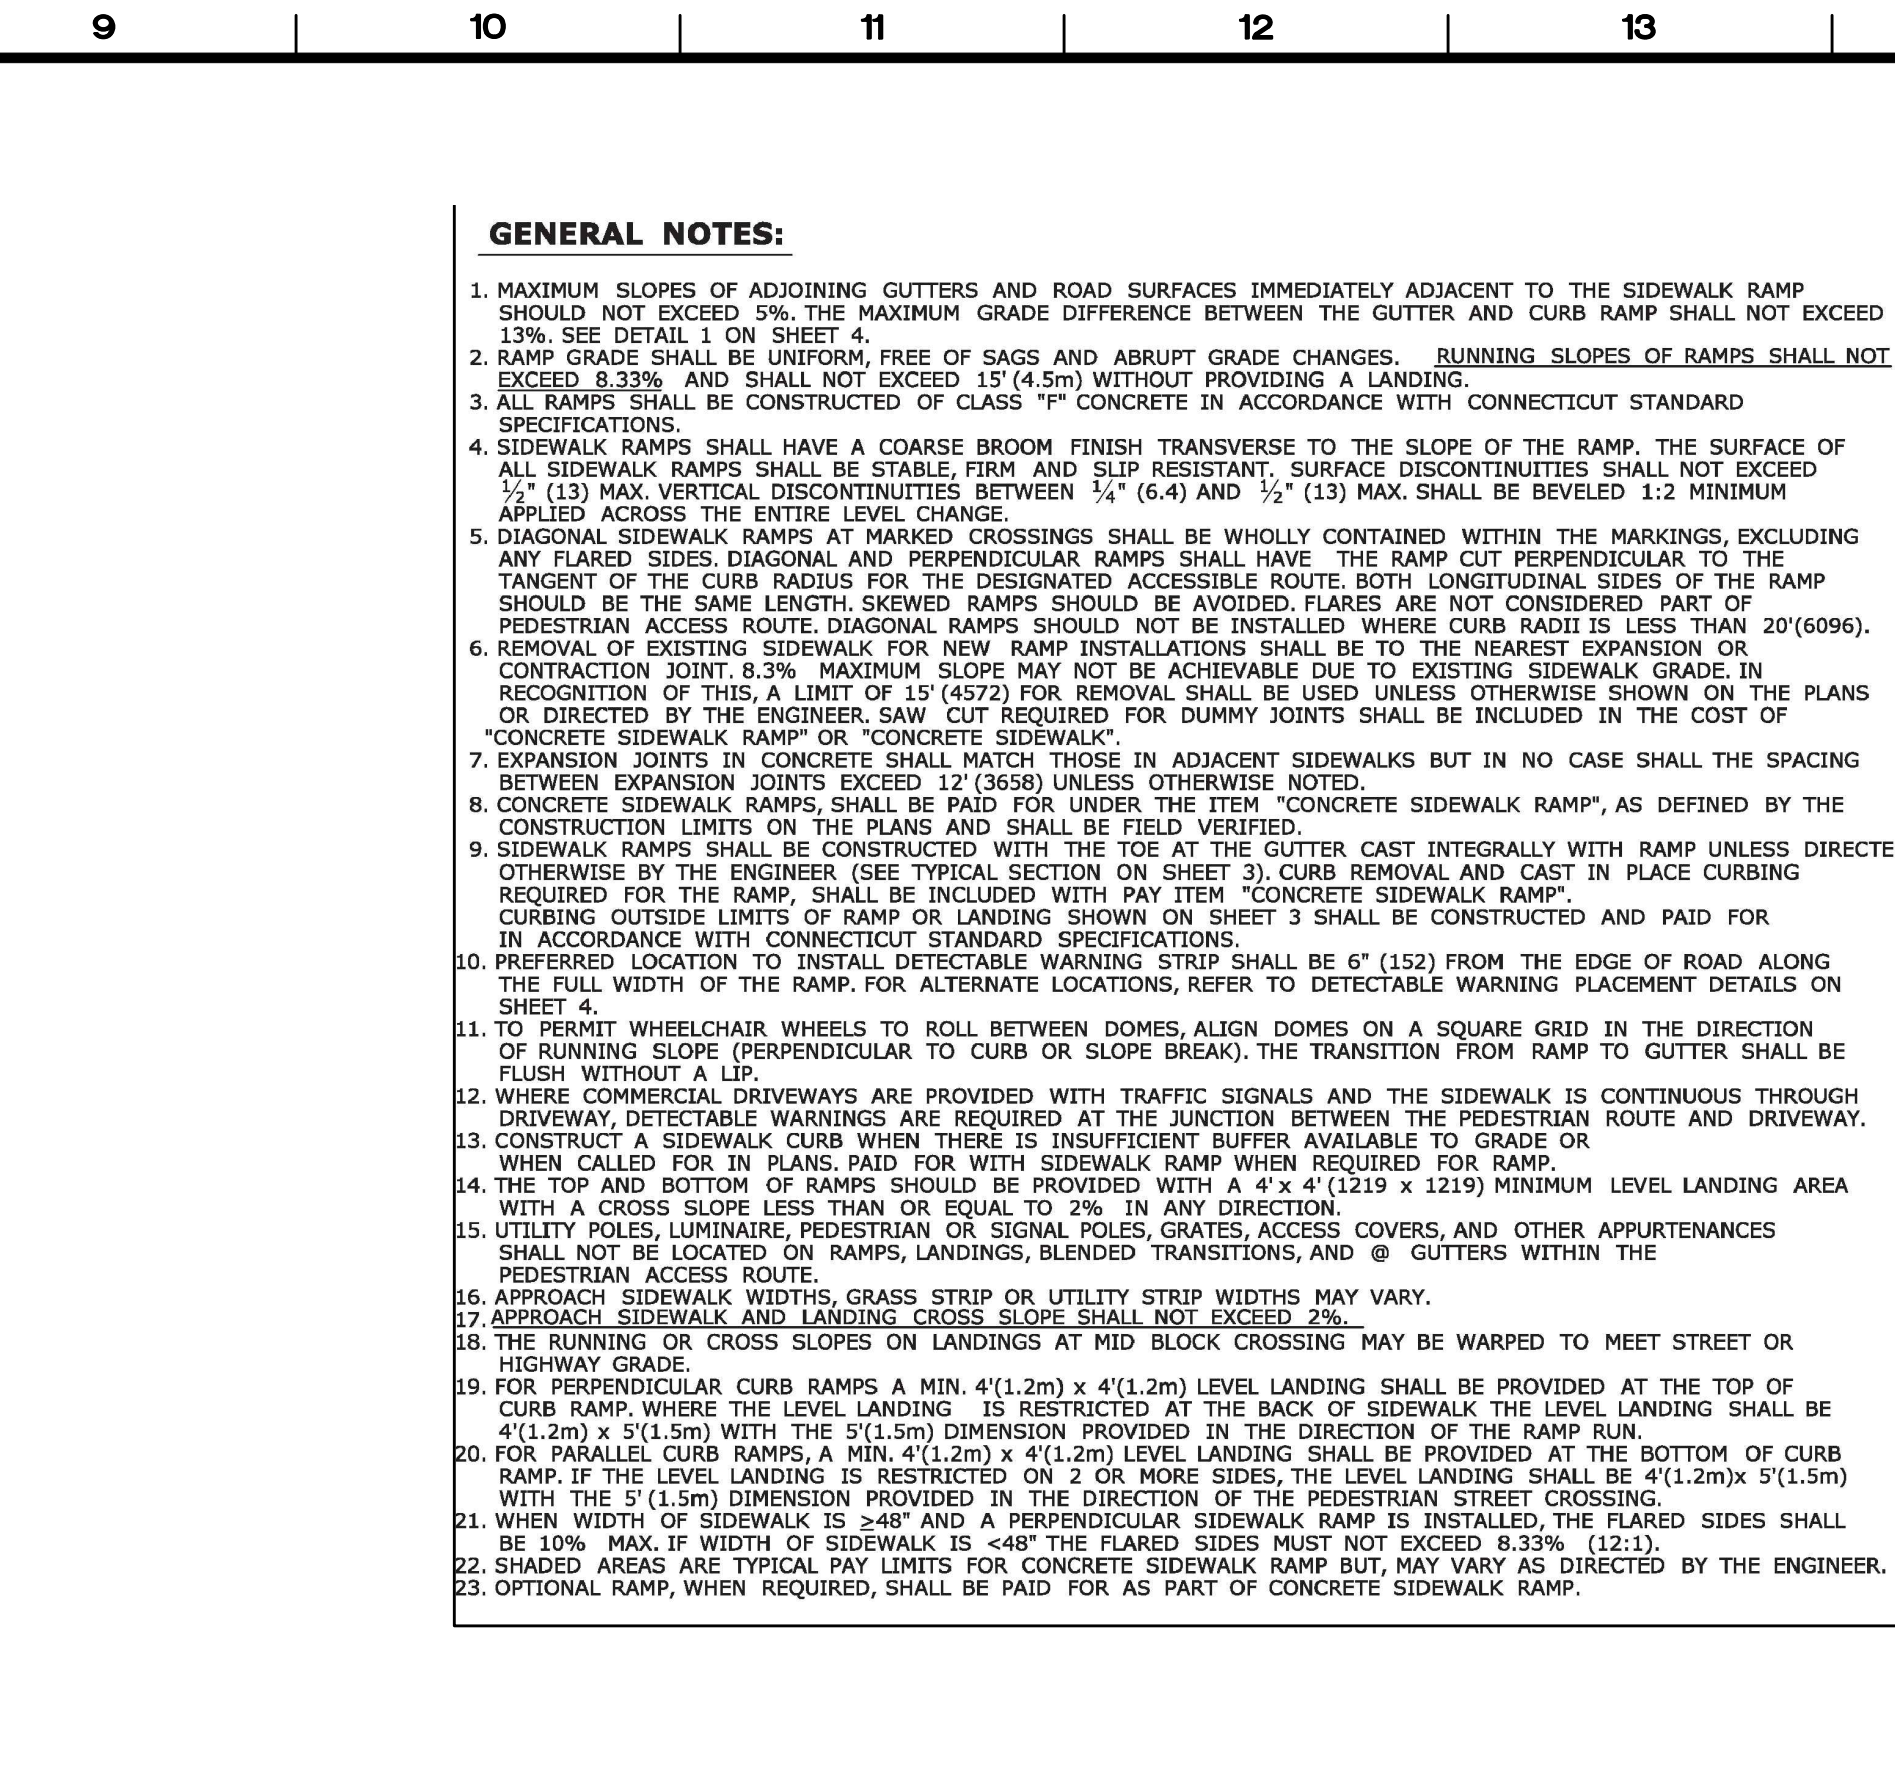 9 10 11 12 13
GENERAL NOTES:
1. MAXIMUM SLOPES OF ADJOINING GUTTERS AND ROAD SURFACES IMMEDIATELY ADJACENT TO THE SIDEWALK RAMP
SHOULD NOT EXCEED 5%. THE MAXIMUM GRADE DIFFERENCE BETWEEN THE GUTTER AND CURB RAMP SHALL NOT EXCEED
13%. SEE DETAIL 1 ON SHEET 4.
2. RAMP GRADE SHALL BE UNIFORM, FREE OF SAGS AND ABRUPT GRADE CHANGES. RUNNING SLOPES OF RAMPS SHALL NOT
EXCEED 8.33% AND SHALL NOT EXCEED 15' (4.5m) WITHOUT PROVIDING A LANDING.
3. ALL RAMPS SHALL BE CONSTRUCTED OF CLASS "F" CONCRETE IN ACCORDANCE WITH CONNECTICUT STANDARD
SPECIFICATIONS.
4. SIDEWALK RAMPS SHALL HAVE A COARSE BROOM FINISH TRANSVERSE TO THE SLOPE OF THE RAMP. THE SURFACE OF
ALL SIDEWALK RAMPS SHALL BE STABLE, FIRM AND SLIP RESISTANT. SURFACE DISCONTINUITIES SHALL NOT EXCEED
½" (13) MAX. VERTICAL DISCONTINUITIES BETWEEN ¼" (6.4) AND ½" (13) MAX. SHALL BE BEVELED 1:2 MINIMUM
APPLIED ACROSS THE ENTIRE LEVEL CHANGE.
5. DIAGONAL SIDEWALK RAMPS AT MARKED CROSSINGS SHALL BE WHOLLY CONTAINED WITHIN THE MARKINGS, EXCLUDING
ANY FLARED SIDES. DIAGONAL AND PERPENDICULAR RAMPS SHALL HAVE THE RAMP CUT PERPENDICULAR TO THE
TANGENT OF THE CURB RADIUS FOR THE DESIGNATED ACCESSIBLE ROUTE. BOTH LONGITUDINAL SIDES OF THE RAMP
SHOULD BE THE SAME LENGTH. SKEWED RAMPS SHOULD BE AVOIDED. FLARES ARE NOT CONSIDERED PART OF
PEDESTRIAN ACCESS ROUTE. DIAGONAL RAMPS SHOULD NOT BE INSTALLED WHERE CURB RADII IS LESS THAN 20'(6096).
6. REMOVAL OF EXISTING SIDEWALK FOR NEW RAMP INSTALLATIONS SHALL BE TO THE NEAREST EXPANSION OR
CONTRACTION JOINT. 8.3% MAXIMUM SLOPE MAY NOT BE ACHIEVABLE DUE TO EXISTING SIDEWALK GRADE. IN
RECOGNITION OF THIS, A LIMIT OF 15' (4572) FOR REMOVAL SHALL BE USED UNLESS OTHERWISE SHOWN ON THE PLANS
OR DIRECTED BY THE ENGINEER. SAW CUT REQUIRED FOR DUMMY JOINTS SHALL BE INCLUDED IN THE COST OF
"CONCRETE SIDEWALK RAMP" OR "CONCRETE SIDEWALK".
7. EXPANSION JOINTS IN CONCRETE SHALL MATCH THOSE IN ADJACENT SIDEWALKS BUT IN NO CASE SHALL THE SPACING
BETWEEN EXPANSION JOINTS EXCEED 12' (3658) UNLESS OTHERWISE NOTED.
8. CONCRETE SIDEWALK RAMPS, SHALL BE PAID FOR UNDER THE ITEM "CONCRETE SIDEWALK RAMP", AS DEFINED BY THE
CONSTRUCTION LIMITS ON THE PLANS AND SHALL BE FIELD VERIFIED.
9. SIDEWALK RAMPS SHALL BE CONSTRUCTED WITH THE TOE AT THE GUTTER CAST INTEGRALLY WITH RAMP UNLESS DIRECTE
OTHERWISE BY THE ENGINEER (SEE TYPICAL SECTION ON SHEET 3). CURB REMOVAL AND CAST IN PLACE CURBING
REQUIRED FOR THE RAMP, SHALL BE INCLUDED WITH PAY ITEM "CONCRETE SIDEWALK RAMP".
CURBING OUTSIDE LIMITS OF RAMP OR LANDING SHOWN ON SHEET 3 SHALL BE CONSTRUCTED AND PAID FOR
IN ACCORDANCE WITH CONNECTICUT STANDARD SPECIFICATIONS.
10. PREFERRED LOCATION TO INSTALL DETECTABLE WARNING STRIP SHALL BE 6" (152) FROM THE EDGE OF ROAD ALONG
THE FULL WIDTH OF THE RAMP. FOR ALTERNATE LOCATIONS, REFER TO DETECTABLE WARNING PLACEMENT DETAILS ON
SHEET 4.
11. TO PERMIT WHEELCHAIR WHEELS TO ROLL BETWEEN DOMES, ALIGN DOMES ON A SQUARE GRID IN THE DIRECTION
OF RUNNING SLOPE (PERPENDICULAR TO CURB OR SLOPE BREAK). THE TRANSITION FROM RAMP TO GUTTER SHALL BE
FLUSH WITHOUT A LIP.
12. WHERE COMMERCIAL DRIVEWAYS ARE PROVIDED WITH TRAFFIC SIGNALS AND THE SIDEWALK IS CONTINUOUS THROUGH
DRIVEWAY, DETECTABLE WARNINGS ARE REQUIRED AT THE JUNCTION BETWEEN THE PEDESTRIAN ROUTE AND DRIVEWAY.
13. CONSTRUCT A SIDEWALK CURB WHEN THERE IS INSUFFICIENT BUFFER AVAILABLE TO GRADE OR
WHEN CALLED FOR IN PLANS. PAID FOR WITH SIDEWALK RAMP WHEN REQUIRED FOR RAMP.
14. THE TOP AND BOTTOM OF RAMPS SHOULD BE PROVIDED WITH A 4' x 4' (1219 x 1219) MINIMUM LEVEL LANDING AREA
WITH A CROSS SLOPE LESS THAN OR EQUAL TO 2% IN ANY DIRECTION.
15. UTILITY POLES, LUMINAIRE, PEDESTRIAN OR SIGNAL POLES, GRATES, ACCESS COVERS, AND OTHER APPURTENANCES
SHALL NOT BE LOCATED ON RAMPS, LANDINGS, BLENDED TRANSITIONS, AND @ GUTTERS WITHIN THE
PEDESTRIAN ACCESS ROUTE.
16. APPROACH SIDEWALK WIDTHS, GRASS STRIP OR UTILITY STRIP WIDTHS MAY VARY.
17. APPROACH SIDEWALK AND LANDING CROSS SLOPE SHALL NOT EXCEED 2%.
18. THE RUNNING OR CROSS SLOPES ON LANDINGS AT MID BLOCK CROSSING MAY BE WARPED TO MEET STREET OR
HIGHWAY GRADE.
19. FOR PERPENDICULAR CURB RAMPS A MIN. 4'(1.2m) x 4'(1.2m) LEVEL LANDING SHALL BE PROVIDED AT THE TOP OF
CURB RAMP. WHERE THE LEVEL LANDING IS RESTRICTED AT THE BACK OF SIDEWALK THE LEVEL LANDING SHALL BE
4'(1.2m) x 5'(1.5m) WITH THE 5'(1.5m) DIMENSION PROVIDED IN THE DIRECTION OF THE RAMP RUN.
20. FOR PARALLEL CURB RAMPS, A MIN. 4'(1.2m) x 4'(1.2m) LEVEL LANDING SHALL BE PROVIDED AT THE BOTTOM OF CURB
RAMP. IF THE LEVEL LANDING IS RESTRICTED ON 2 OR MORE SIDES, THE LEVEL LANDING SHALL BE 4'(1.2m)x 5'(1.5m)
WITH THE 5' (1.5m) DIMENSION PROVIDED IN THE DIRECTION OF THE PEDESTRIAN STREET CROSSING.
21. WHEN WIDTH OF SIDEWALK IS ≥48" AND A PERPENDICULAR SIDEWALK RAMP IS INSTALLED, THE FLARED SIDES SHALL
BE 10% MAX. IF WIDTH OF SIDEWALK IS <48" THE FLARED SIDES MUST NOT EXCEED 8.33% (12:1).
22. SHADED AREAS ARE TYPICAL PAY LIMITS FOR CONCRETE SIDEWALK RAMP BUT, MAY VARY AS DIRECTED BY THE ENGINEER.
23. OPTIONAL RAMP, WHEN REQUIRED, SHALL BE PAID FOR AS PART OF CONCRETE SIDEWALK RAMP.